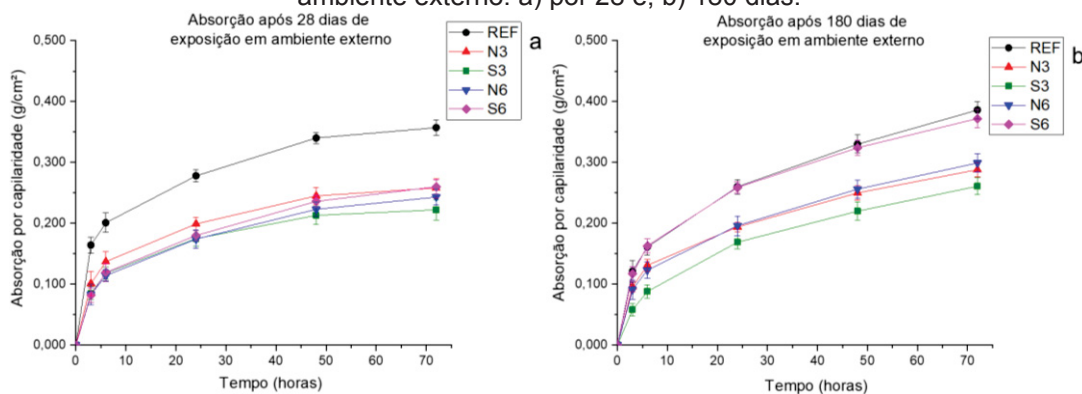 ambiente externo: a) por 28 e, b) 180 dias.
Absorção após 28 dias de
exposição em ambiente externo
a
REF
N3
S3
N6
S6
0,500
0,400
0,300
0,200
0,100
0,000
Absorção por capilaridade (g/cm²)
0 10 20 30 40 50 60 70
Tempo (horas)
Absorção após 180 dias de
exposição em ambiente externo
b
REF
N3
S3
N6
S6
0,500
0,400
0,300
0,200
0,100
0,000
Absorção por capilaridade (g/cm²)
0 10 20 30 40 50 60 70
Tempo (horas)